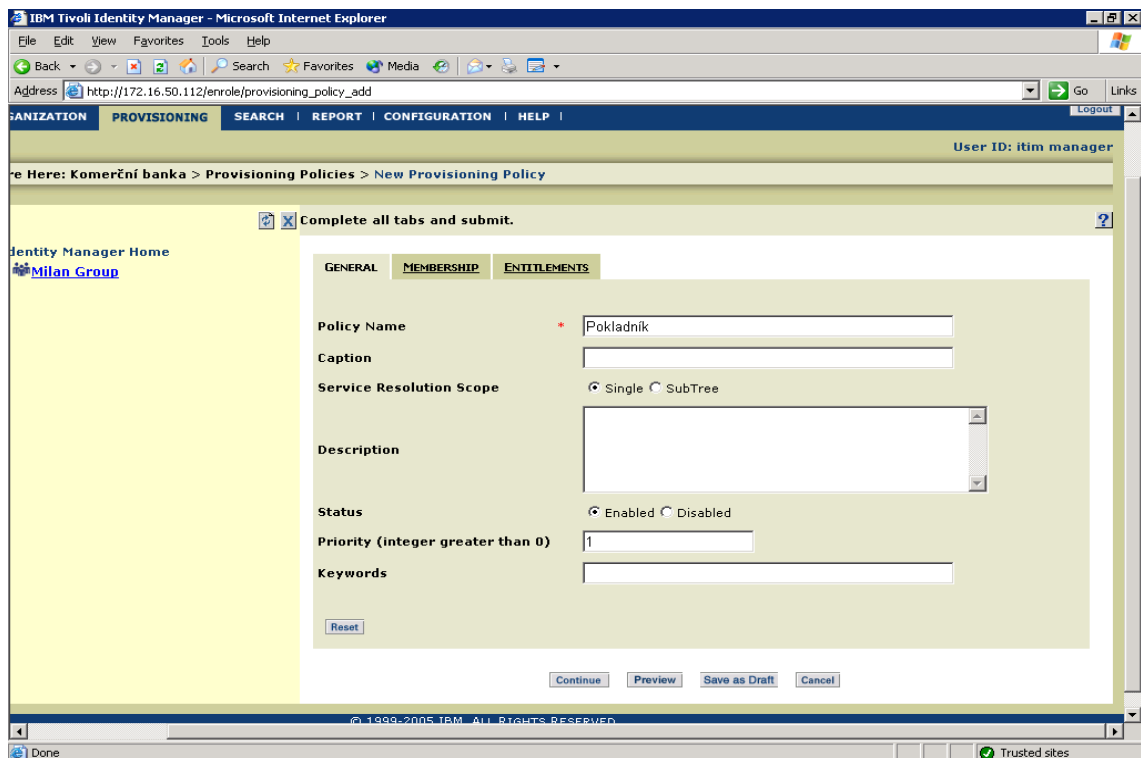 IBM Tivoli Identity Manager - Microsoft Internet Explorer
File Edit View Favorites Tools Help
Back Search Favorites Media
Address http://172.16.50.112/enrole/provisioning_policy_add Go Links
GANIZATION PROVISIONING SEARCH | REPORT | CONFIGURATION | HELP | Logout
User ID: itim manager
re Here: Komerční banka > Provisioning Policies > New Provisioning Policy
X Complete all tabs and submit. ?
dentity Manager Home
Milan Group
GENERAL MEMBERSHIP ENTITLEMENTS
Policy Name * Pokladník
Caption
Service Resolution Scope Single SubTree
Description
Status Enabled Disabled
Priority (integer greater than 0) 1
Keywords
Reset
Continue Preview Save as Draft Cancel
© 1999-2005 IBM. ALL RIGHTS RESERVED
Done Trusted sites